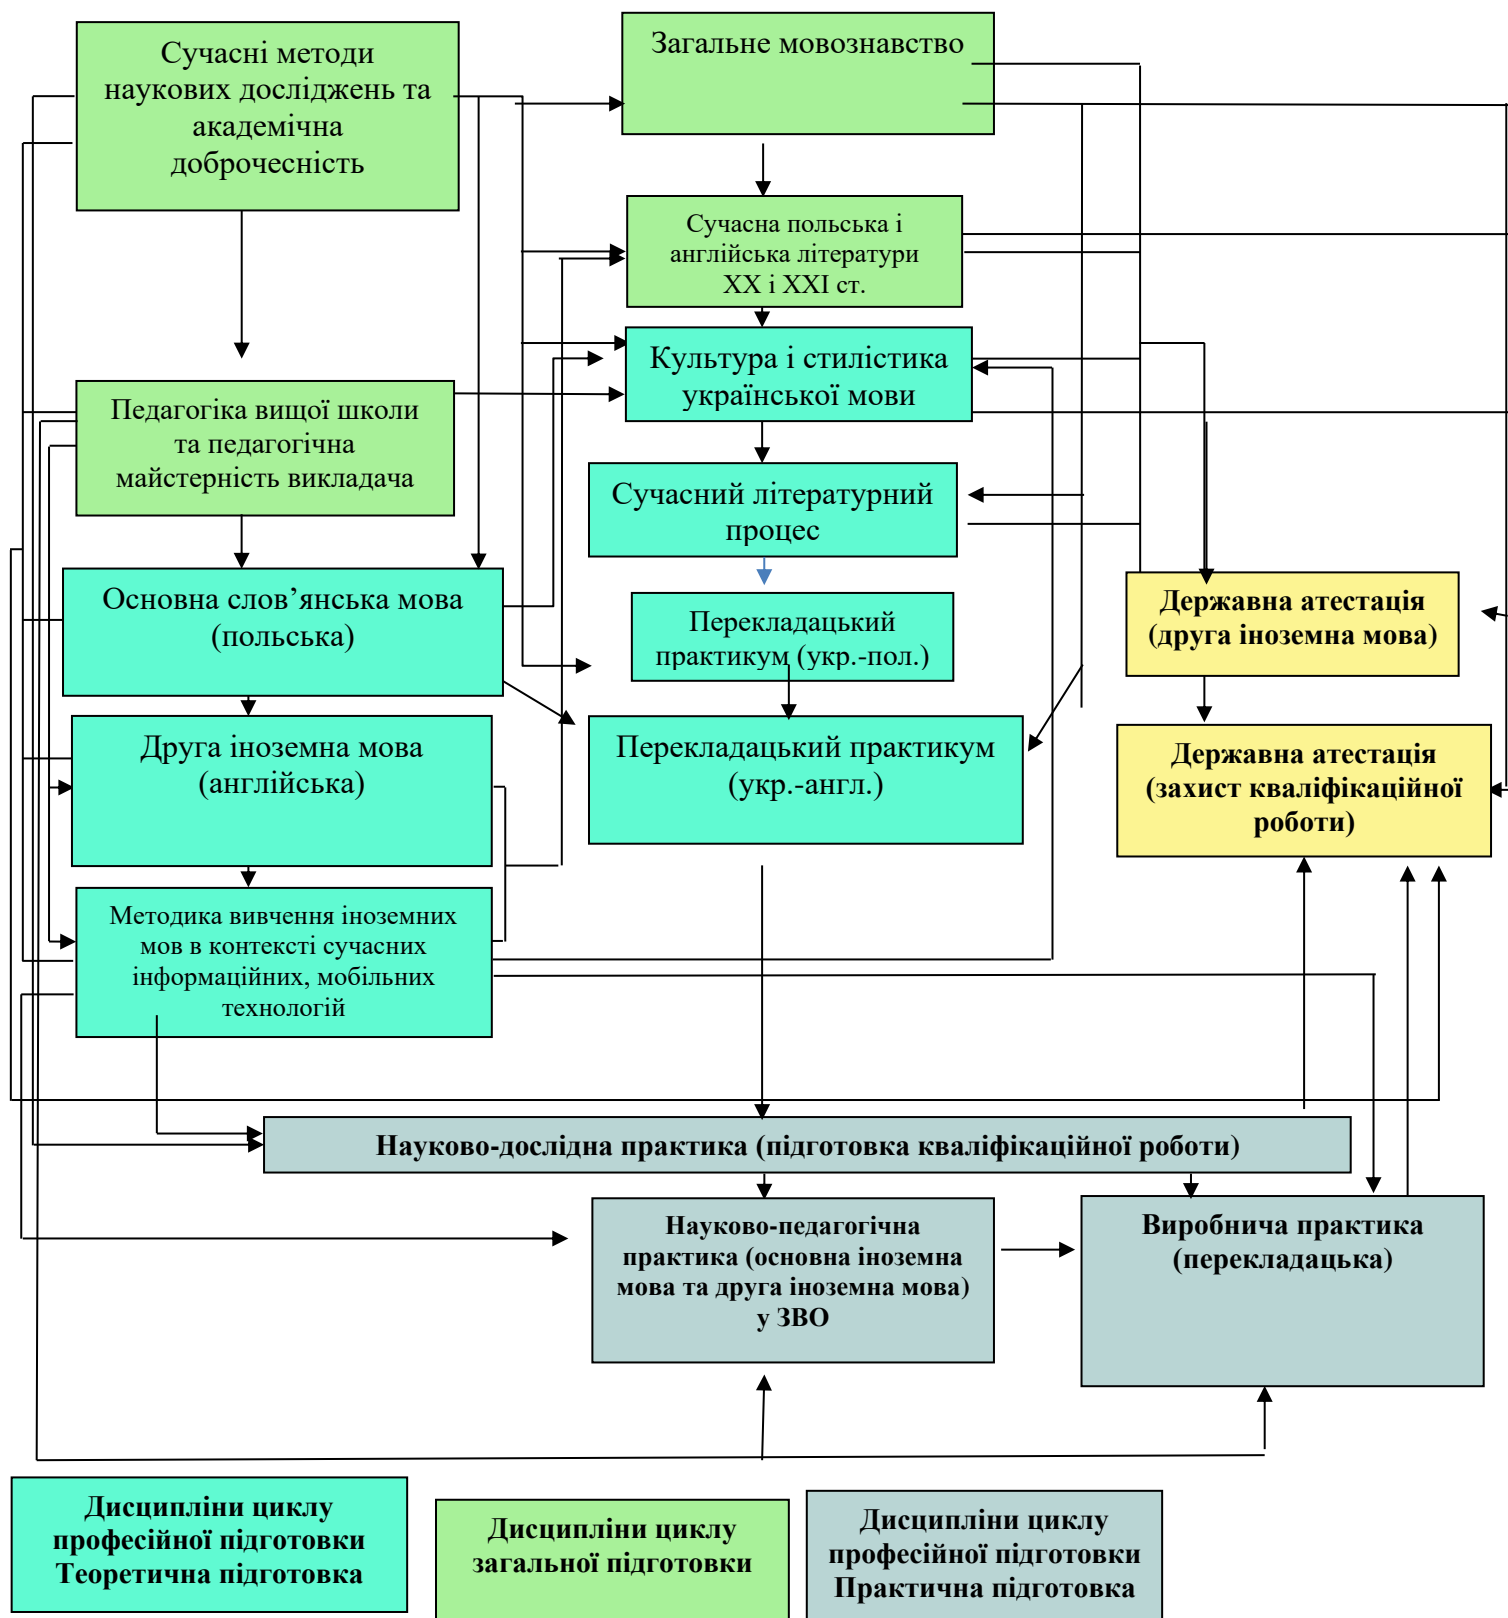 Сучасні методи
наукових досліджень та
академічна
доброчесність
Загальне мовознавство
Сучасна польська і
англійська літератури
ХХ і ХХІ ст.
Культура і стилістика
української мови
Педагогіка вищої школи
та педагогічна
майстерність викладача
Сучасний літературний
процес
Основна слов’янська мова
(польська)
Перекладацький
практикум (укр.-пол.)
Державна атестація
(друга іноземна мова)
Друга іноземна мова
(англійська)
Перекладацький практикум
(укр.-англ.)
Державна атестація
(захист кваліфікаційної
роботи)
Методика вивчення іноземних
мов в контексті сучасних
інформаційних, мобільних
технологій
Науково-дослідна практика (підготовка кваліфікаційної роботи)
Науково-педагогічна
практика (основна іноземна
мова та друга іноземна мова)
у ЗВО
Виробнича практика
(перекладацька)
Дисципліни циклу
професійної підготовки
Теоретична підготовка
Дисципліни циклу
загальної підготовки
Дисципліни циклу
професійної підготовки
Практична підготовка